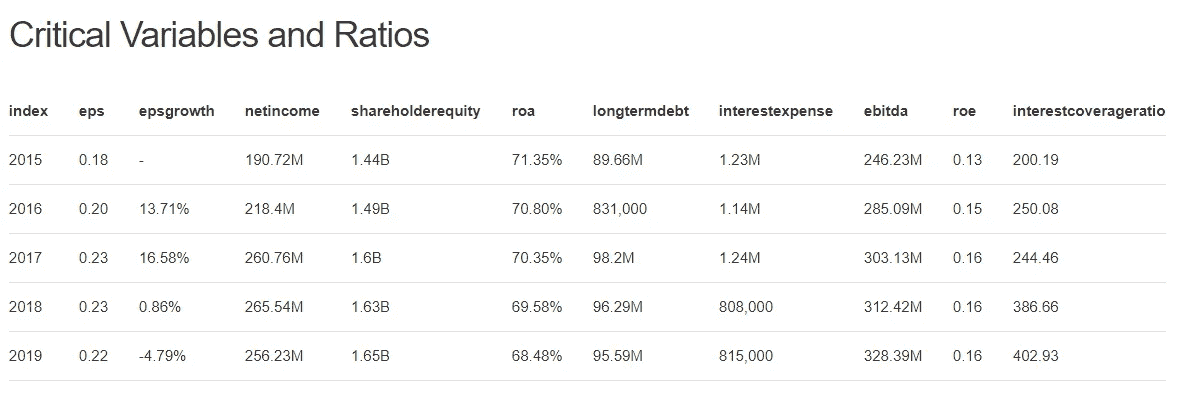 Critical Variables and Ratios
index eps epsgrowth netincome shareholderequity roa longtermdebt interestexpense ebitda roe interestcoverageratio
2015 0.18 - 190.72M 1.44B 71.35% 89.66M 1.23M 246.23M 0.13 200.19
2016 0.20 13.71% 218.4M 1.49B 70.80% 831,000 1.14M 285.09M 0.15 250.08
2017 0.23 16.58% 260.76M 1.6B 70.35% 98.2M 1.24M 303.13M 0.16 244.46
2018 0.23 0.86% 265.54M 1.63B 69.58% 96.29M 808,000 312.42M 0.16 386.66
2019 0.22 -4.79% 256.23M 1.65B 68.48% 95.59M 815,000 328.39M 0.16 402.93